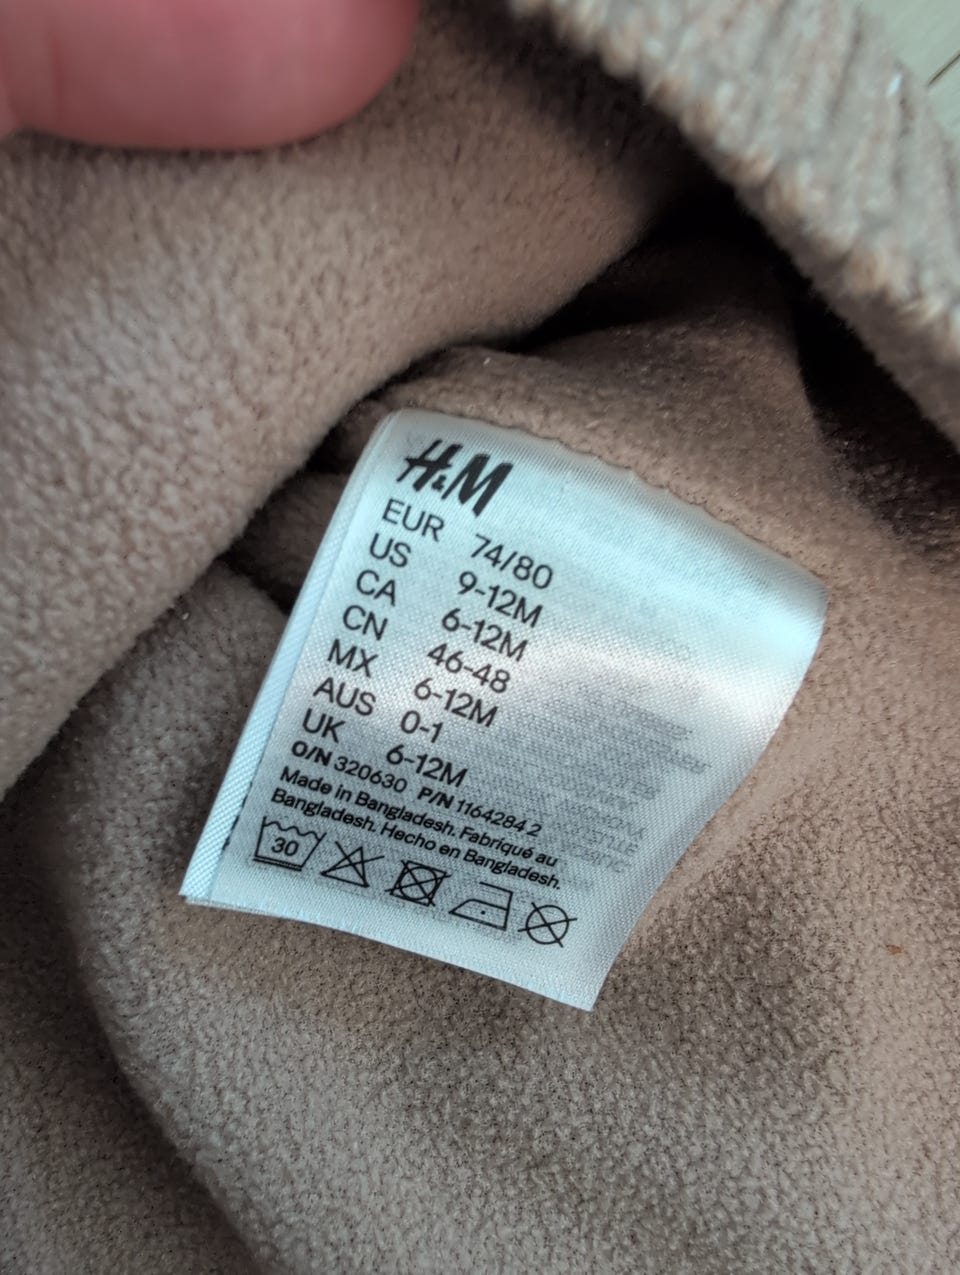 H&M
EUR 74/80
US 9-12M
CA 6-12M
CN 46-48
MX 6-12M
AUS 0-1
UK 6-12M
O/N 320630 P/N 1164284 2
Made in Bangladesh. Fabriqué au
Bangladesh. Hecho en Bangladesh.
30